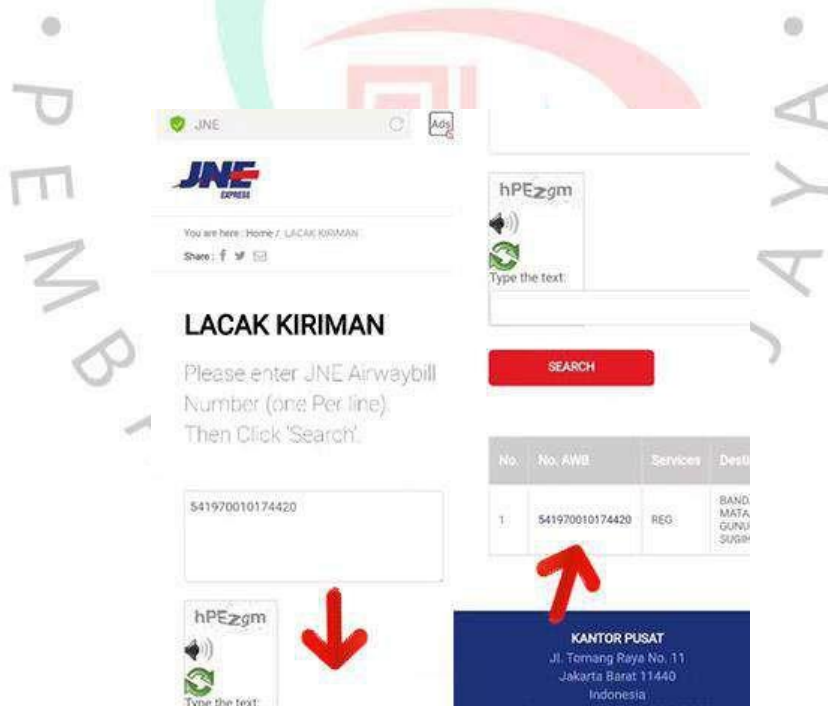 PEMB
JAYA
JNE
Ads
JNE
EXPRESS
You are here : Home / LACAK KIRIMAN
Share :
LACAK KIRIMAN
Please enter JNE Airwaybill
Number (one Per line).
Then Click 'Search'.
541970010174420
hPEzgm
Type the text:
hPEzgm
Type the text:
SEARCH
No. No. AWB Services
1 541970010174420 REG
KANTOR PUSAT
Jl. Tomang Raya No. 11
Jakarta Barat 11440
Indonesia